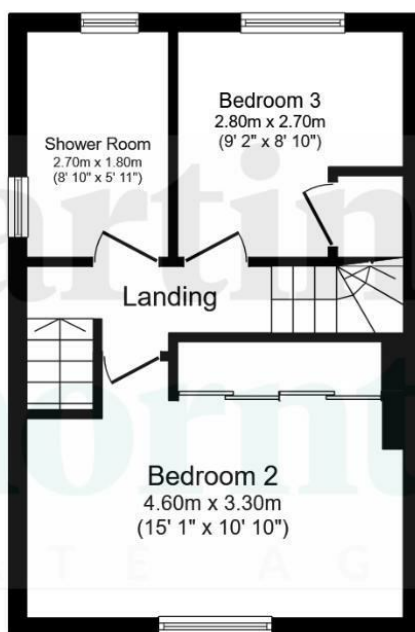 Shower Room
2.70m x 1.80m
(8' 10" x 5' 11")
Bedroom 3
2.80m x 2.70m
(9' 2" x 8' 10")
Landing
Bedroom 2
4.60m x 3.30m
(15' 1" x 10' 10")